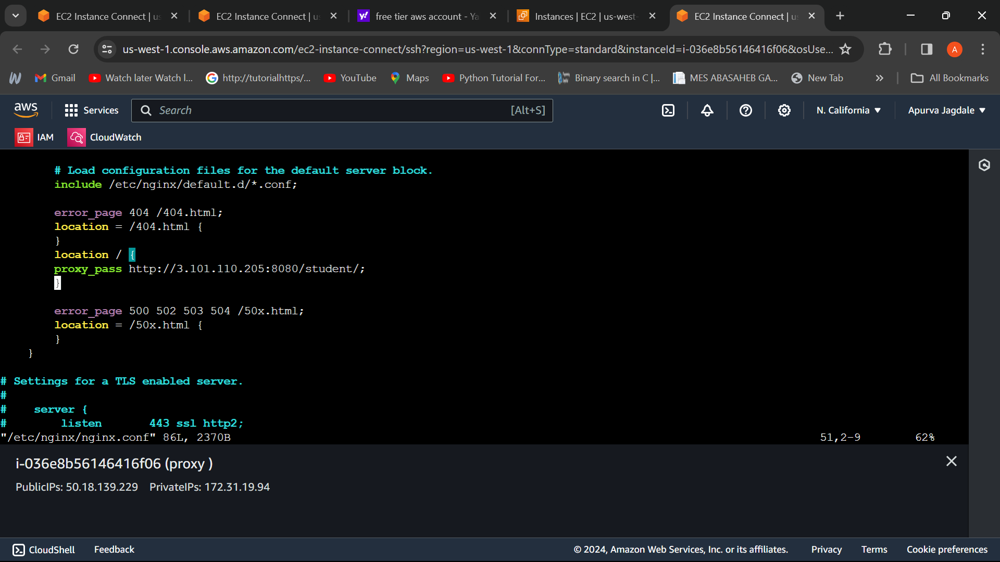 EC2 Instance Connect | us
EC2 Instance Connect | us
free tier aws account - Ya
Instances | EC2 | us-west-
EC2 Instance Connect | us
us-west-1.console.aws.amazon.com/ec2-instance-connect/ssh?region=us-west-1&connType=standard&instanceId=i-036e8b56146416f06&osUse...
A
Gmail
Watch later Watch l...
http://tutorialhttps/...
YouTube
Maps
Python Tutorial For...
Binary search in C |...
MES ABASAHEB GA...
New Tab
»
All Bookmarks
aws
Services
Search
[Alt+S]
N. California
Apurva Jagdale
IAM
CloudWatch
# Load configuration files for the default server block.
include /etc/nginx/default.d/*.conf;
error_page 404 /404.html;
location = /404.html {
}
location / {
proxy_pass http://3.101.110.205:8080/student/;
}
error_page 500 502 503 504 /50x.html;
location = /50x.html {
}
}
# Settings for a TLS enabled server.
#
# server {
# listen 443 ssl http2;
"/etc/nginx/nginx.conf" 86L, 2370B 51,2-9 62%
i-036e8b56146416f06 (proxy )
PublicIPs: 50.18.139.229 PrivateIPs: 172.31.19.94
CloudShell
Feedback
© 2024, Amazon Web Services, Inc. or its affiliates.
Privacy
Terms
Cookie preferences